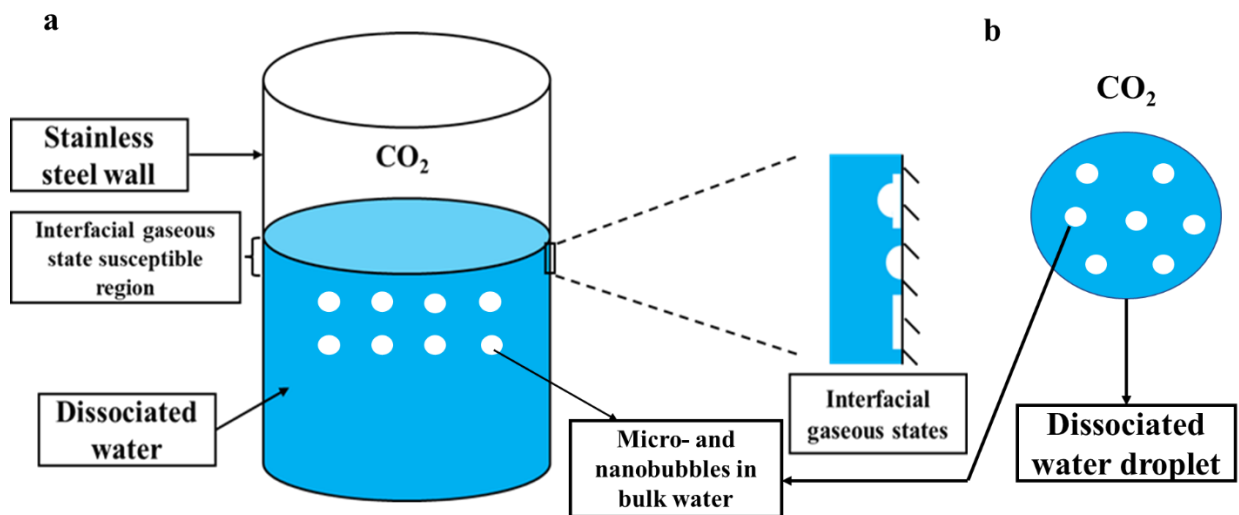 a
b
CO₂
Stainless
steel wall
CO₂
Interfacial gaseous
state susceptible
region
Dissociated
water
Interfacial
gaseous states
Micro- and
nanobubbles in
bulk water
Dissociated
water droplet